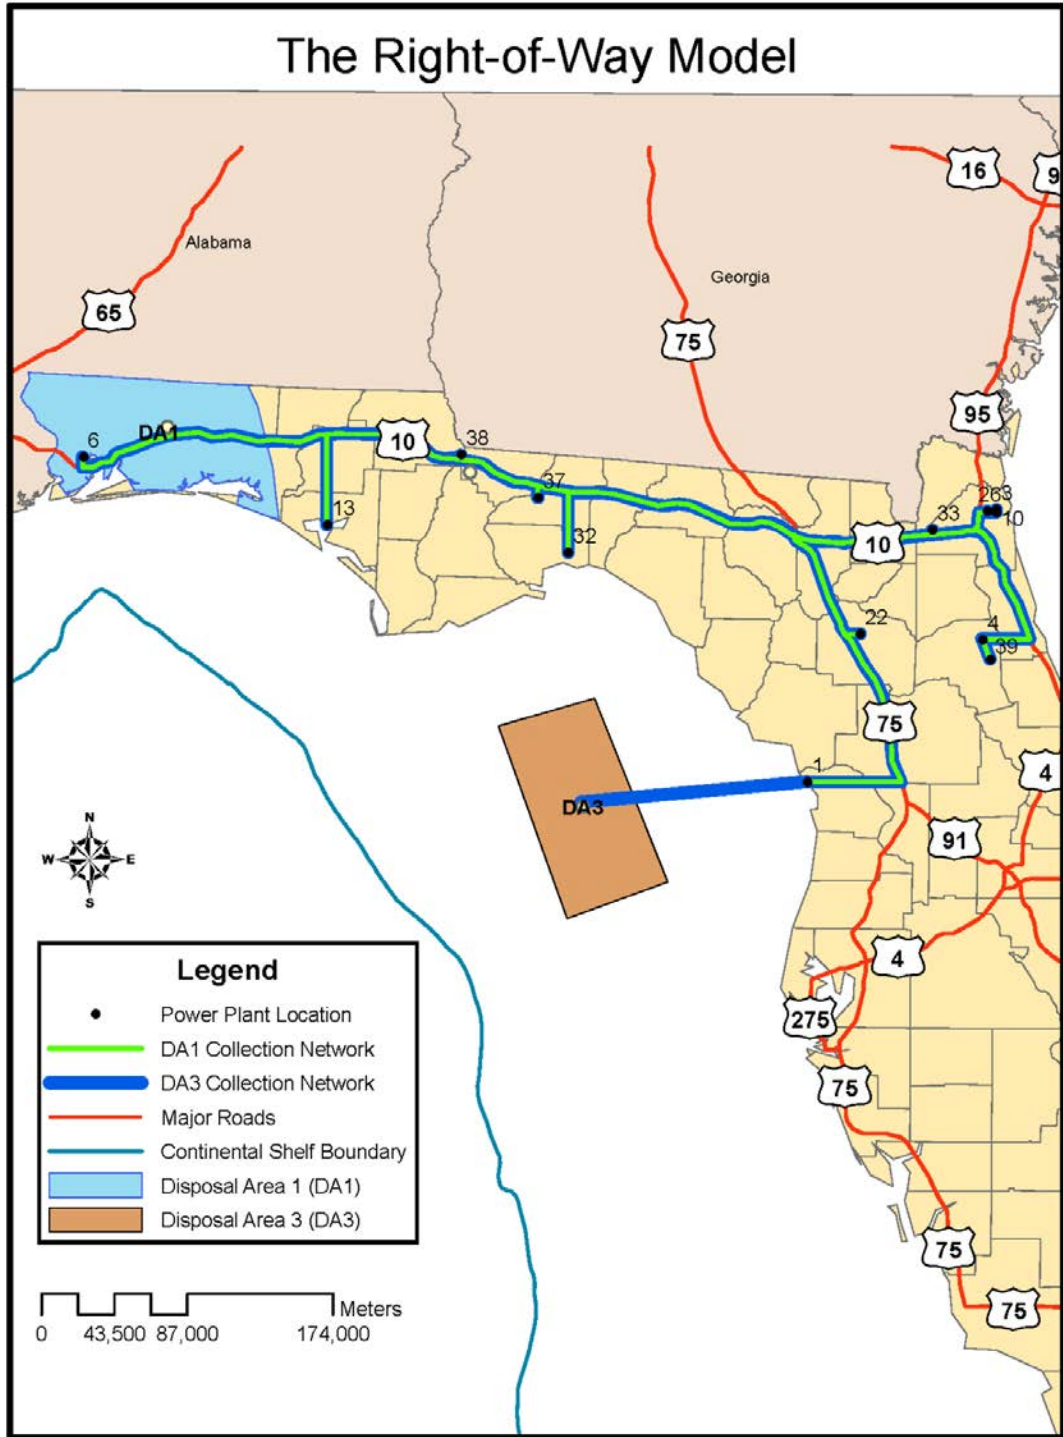 The Right-of-Way Model
16
9
Alabama
Georgia
65
75
95
DA1
10
38
6
37
26
3
10
13
33
32
10
22
4
39
75
1
4
DA3
91
N
W
E
S
4
Legend
Power Plant Location
275
DA1 Collection Network
DA3 Collection Network
75
Major Roads
Continental Shelf Boundary
Disposal Area 1 (DA1)
Disposal Area 3 (DA3)
75
Meters
75
0
43,500
87,000
174,000